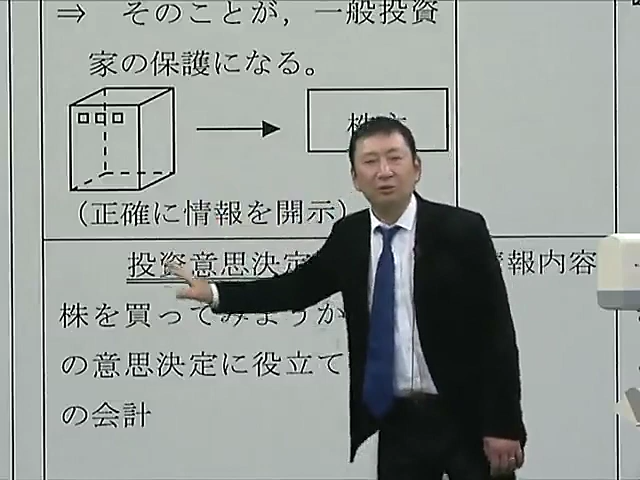 ⇒ そのことが，一般投資
家の保護になる。
株主
(正確に情報を開示)
投資意思決定
情報内容
株を買ってみようか
の意思決定に役立て
の会計